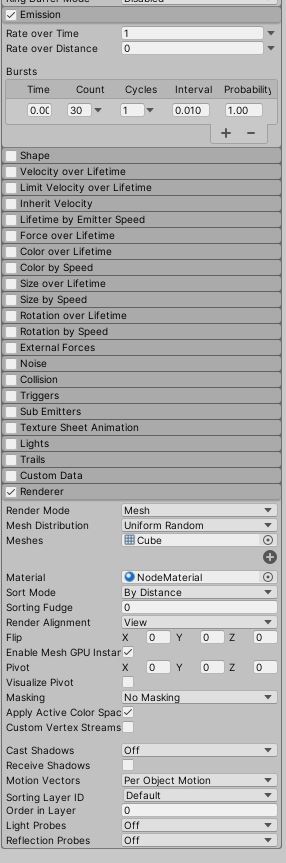 Ring Buffer Mode Disabled
Emission
Rate over Time 1
Rate over Distance 0
Bursts
Time Count Cycles Interval Probability
0.00 30 1 0.010 1.00
+ −
Shape
Velocity over Lifetime
Limit Velocity over Lifetime
Inherit Velocity
Lifetime by Emitter Speed
Force over Lifetime
Color over Lifetime
Color by Speed
Size over Lifetime
Size by Speed
Rotation over Lifetime
Rotation by Speed
External Forces
Noise
Collision
Triggers
Sub Emitters
Texture Sheet Animation
Lights
Trails
Custom Data
Renderer
Render Mode Mesh
Mesh Distribution Uniform Random
Meshes Cube
Material NodeMaterial
Sort Mode By Distance
Sorting Fudge 0
Render Alignment View
Flip X 0 Y 0 Z 0
Enable Mesh GPU Instar
Pivot X 0 Y 0 Z 0
Visualize Pivot
Masking No Masking
Apply Active Color Spac
Custom Vertex Streams
Cast Shadows Off
Receive Shadows
Motion Vectors Per Object Motion
Sorting Layer ID Default
Order in Layer 0
Light Probes Off
Reflection Probes Off